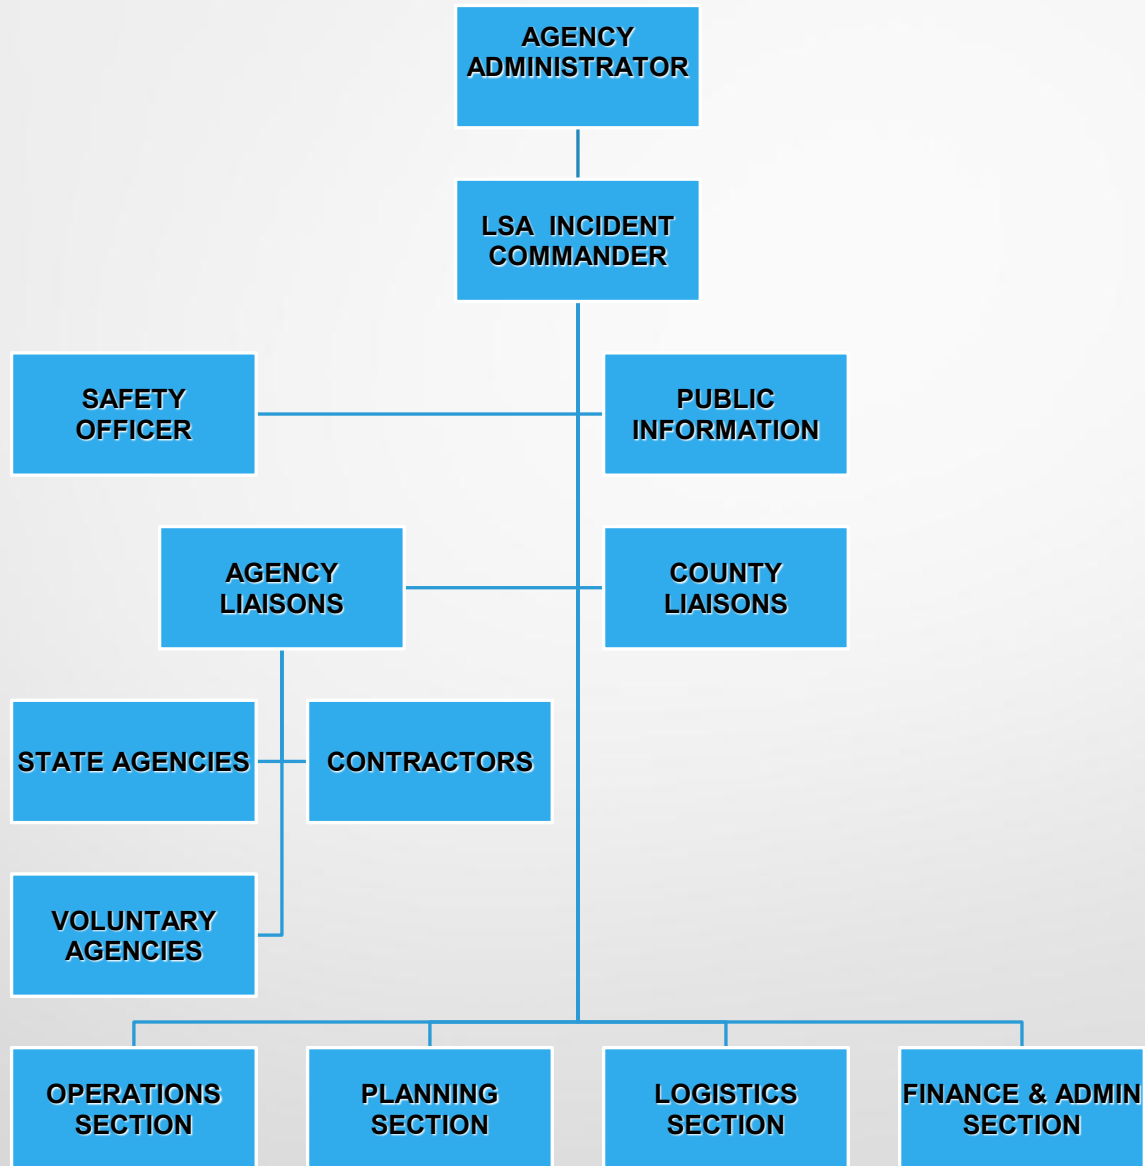 AGENCY
ADMINISTRATOR
LSA INCIDENT
COMMANDER
SAFETY
OFFICER
PUBLIC
INFORMATION
AGENCY
LIAISONS
COUNTY
LIAISONS
STATE AGENCIES
CONTRACTORS
VOLUNTARY
AGENCIES
OPERATIONS
SECTION
PLANNING
SECTION
LOGISTICS
SECTION
FINANCE & ADMIN
SECTION